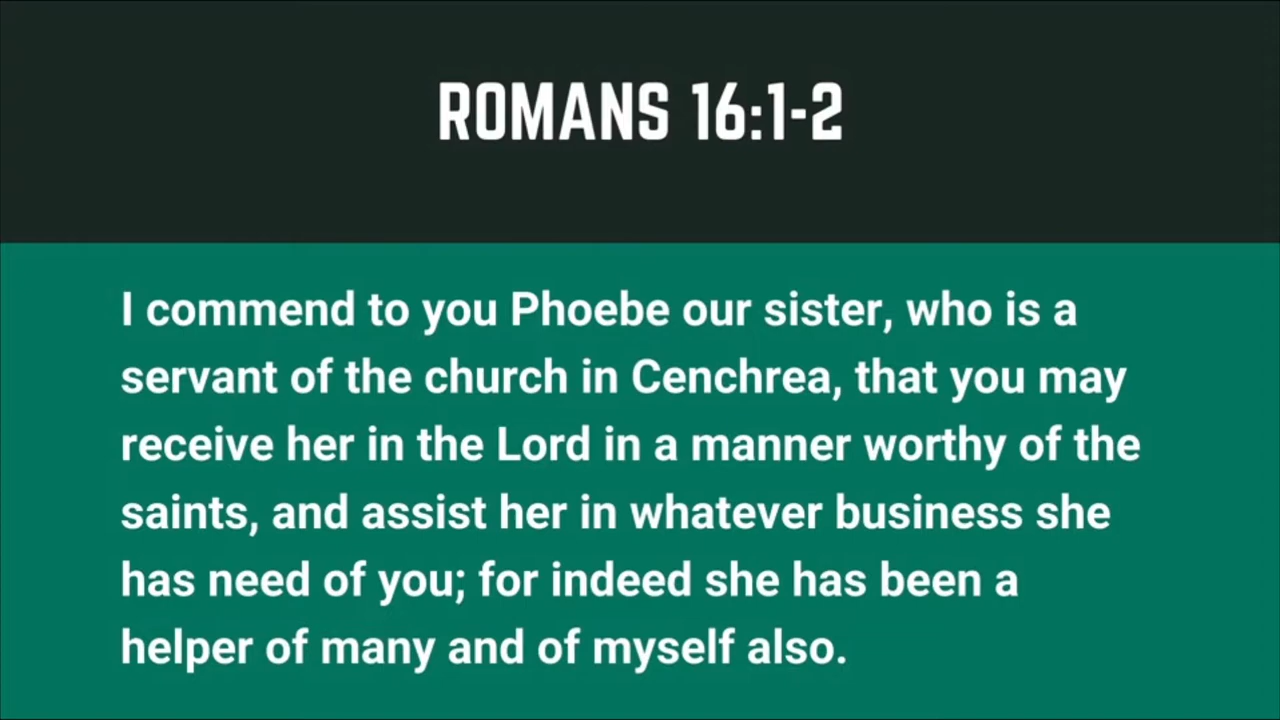 ROMANS 16:1-2
I commend to you Phoebe our sister, who is a
servant of the church in Cenchrea, that you may
receive her in the Lord in a manner worthy of the
saints, and assist her in whatever business she
has need of you; for indeed she has been a
helper of many and of myself also.